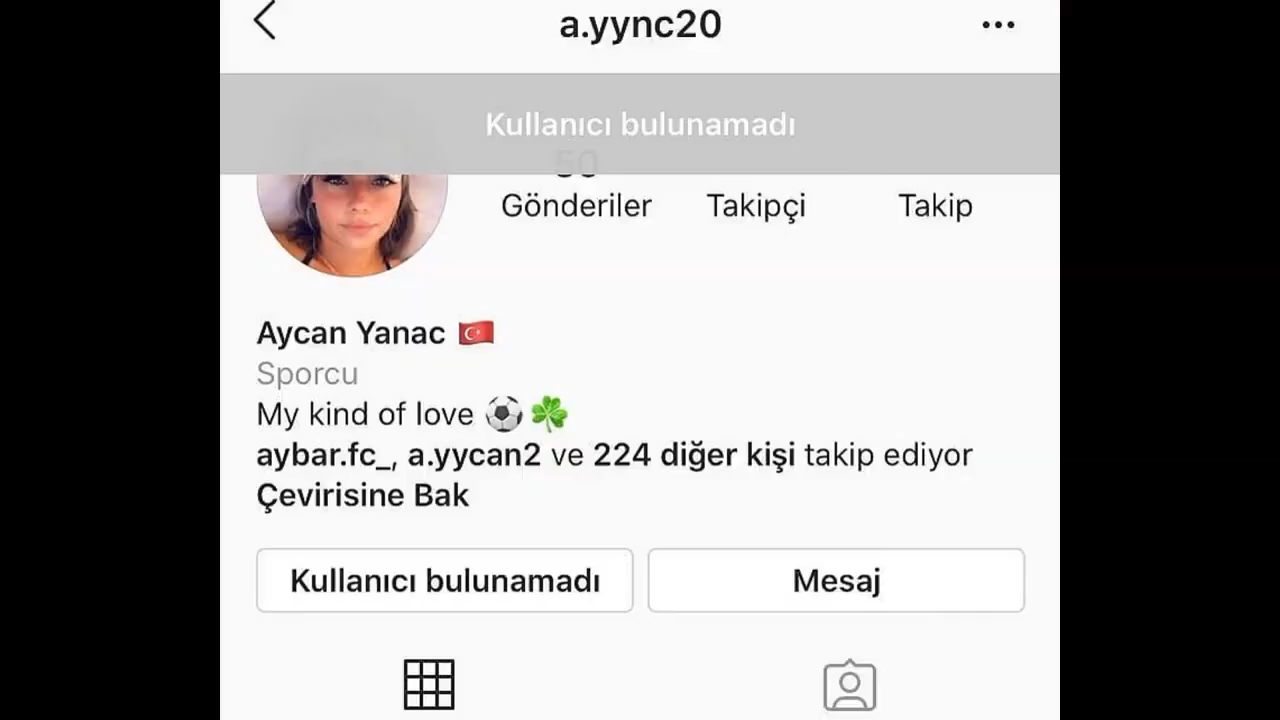 a.yync20
Kullanıcı bulunamadı
50
Gönderiler Takipçi Takip
Aycan Yanac 🇹🇷
Sporcu
My kind of love ⚽☘️
aybar.fc_, a.yycan2 ve 224 diğer kişi takip ediyor
Çevirisine Bak
Kullanıcı bulunamadı Mesaj